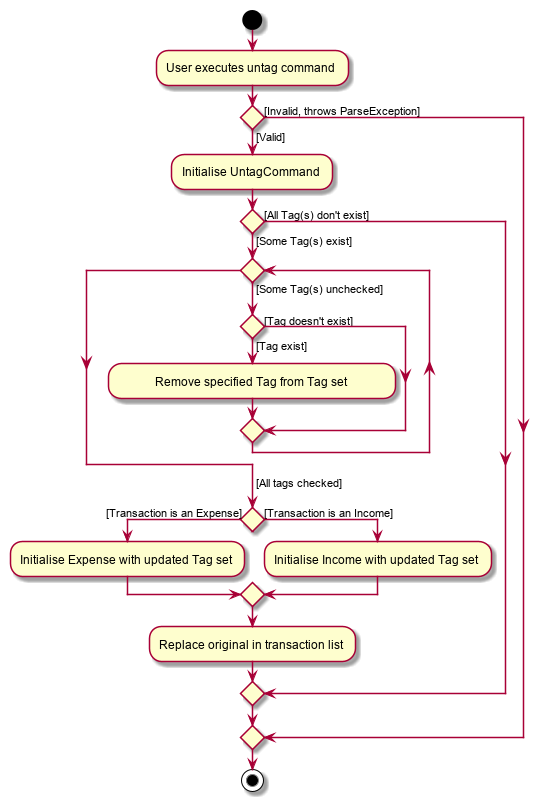 User executes untag command
[Invalid, throws ParseException]
[Valid]
Initialise UntagCommand
[All Tag(s) don't exist]
[Some Tag(s) exist]
[Some Tag(s) unchecked]
[Tag doesn't exist]
[Tag exist]
Remove specified Tag from Tag set
[All tags checked]
[Transaction is an Expense]
[Transaction is an Income]
Initialise Expense with updated Tag set
Initialise Income with updated Tag set
Replace original in transaction list